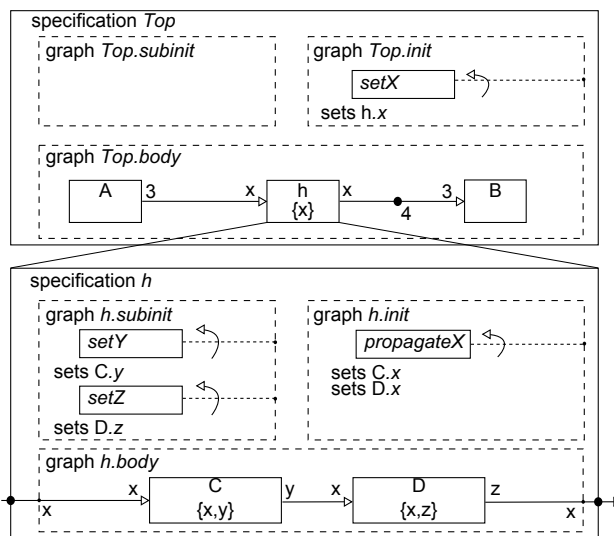 specification Top
graph Top.subinit
graph Top.init
setX
sets h.x
graph Top.body
A 3 x h x 3 B
{x} 4
specification h
graph h.subinit
graph h.init
setY
propagateX
sets C.y
sets C.x
setZ
sets D.x
sets D.z
graph h.body
x C y x D z
x {x,y} {x,z} x